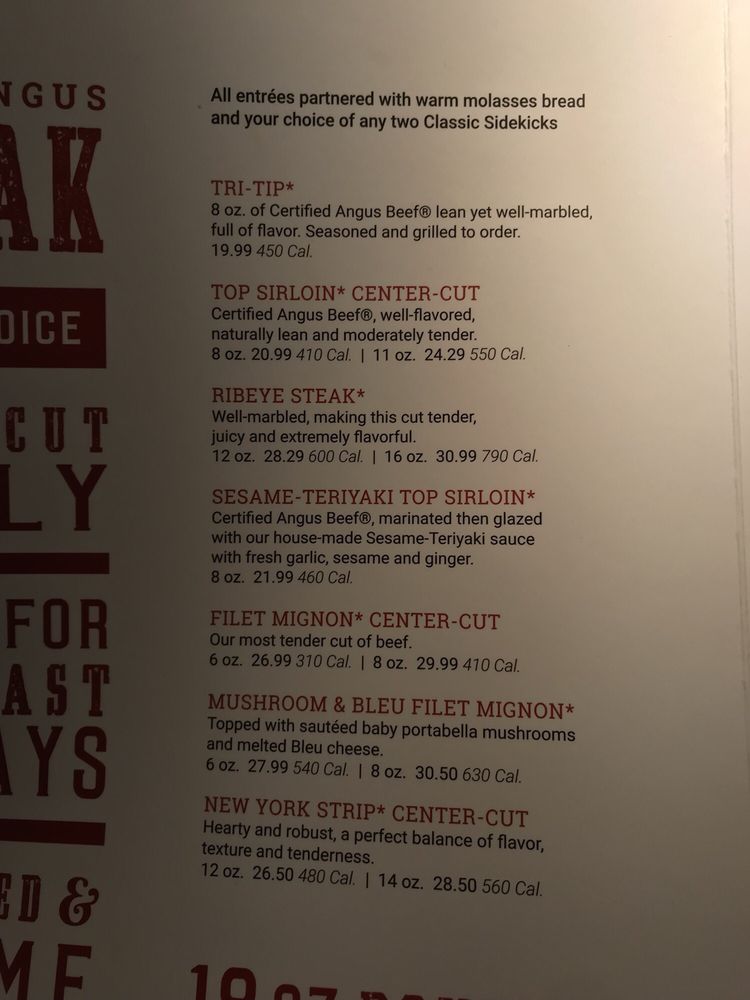 NGUS
AK
OICE
CUT
LY
FOR
AST
AYS
ED &
ME
All entrées partnered with warm molasses bread
and your choice of any two Classic Sidekicks
TRI-TIP*
8 oz. of Certified Angus Beef® lean yet well-marbled,
full of flavor. Seasoned and grilled to order.
19.99 450 Cal.
TOP SIRLOIN* CENTER-CUT
Certified Angus Beef®, well-flavored,
naturally lean and moderately tender.
8 oz. 20.99 410 Cal. | 11 oz. 24.29 550 Cal.
RIBEYE STEAK*
Well-marbled, making this cut tender,
juicy and extremely flavorful.
12 oz. 28.29 600 Cal. | 16 oz. 30.99 790 Cal.
SESAME-TERIYAKI TOP SIRLOIN*
Certified Angus Beef®, marinated then glazed
with our house-made Sesame-Teriyaki sauce
with fresh garlic, sesame and ginger.
8 oz. 21.99 460 Cal.
FILET MIGNON* CENTER-CUT
Our most tender cut of beef.
6 oz. 26.99 310 Cal. | 8 oz. 29.99 410 Cal.
MUSHROOM & BLEU FILET MIGNON*
Topped with sautéed baby portabella mushrooms
and melted Bleu cheese.
6 oz. 27.99 540 Cal. | 8 oz. 30.50 630 Cal.
NEW YORK STRIP* CENTER-CUT
Hearty and robust, a perfect balance of flavor,
texture and tenderness.
12 oz. 26.50 480 Cal. | 14 oz. 28.50 560 Cal.